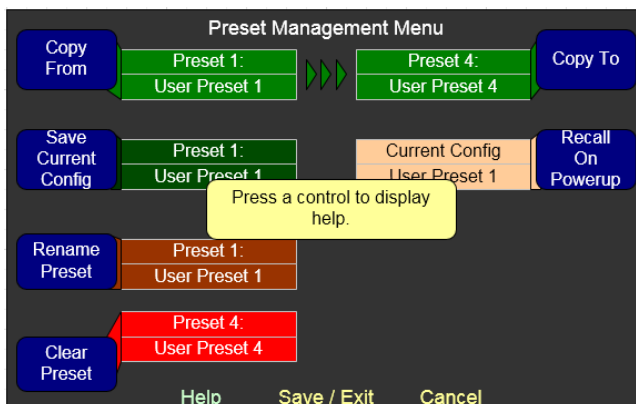 Preset Management Menu
Copy
From
Preset 1:
User Preset 1
Preset 4:
User Preset 4
Copy To
Save
Current
Config
Preset 1:
User Preset 1
Current Config
User Preset 1
Recall
On
Powerup
Press a control to display
help.
Rename
Preset
Preset 1:
User Preset 1
Clear
Preset
Preset 4:
User Preset 4
Help
Save / Exit
Cancel